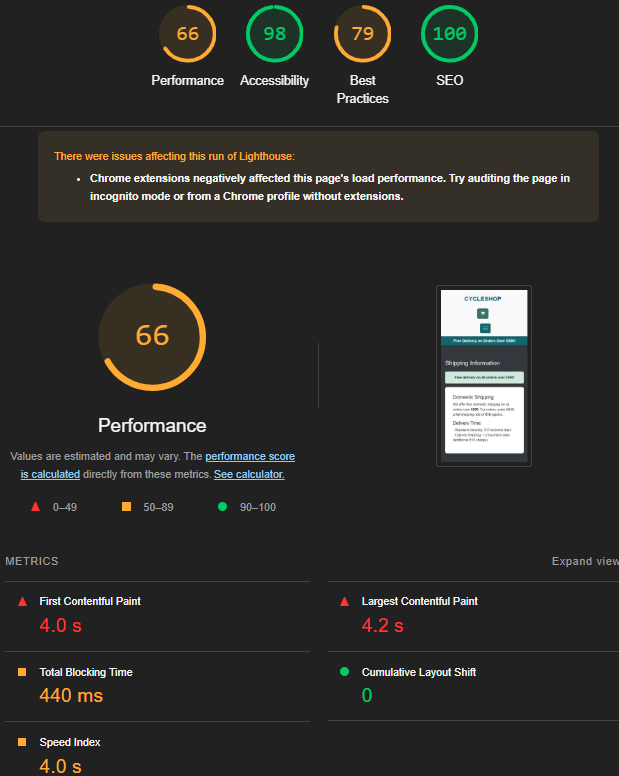 66
98
79
100
Performance
Accessibility
Best
Practices
SEO
There were issues affecting this run of Lighthouse:
• Chrome extensions negatively affected this page's load performance. Try auditing the page in
incognito mode or from a Chrome profile without extensions.
66
Performance
Values are estimated and may vary. The performance score
is calculated directly from these metrics. See calculator.
0–49
50–89
90–100
CYCLESHOP
Free Delivery on Orders Over
Shipping Information
Free delivery on all orders over
Domestic Shipping
Delivery Time:
METRICS
Expand view
First Contentful Paint
4.0 s
Largest Contentful Paint
4.2 s
Total Blocking Time
440 ms
Cumulative Layout Shift
0
Speed Index
4.0 s